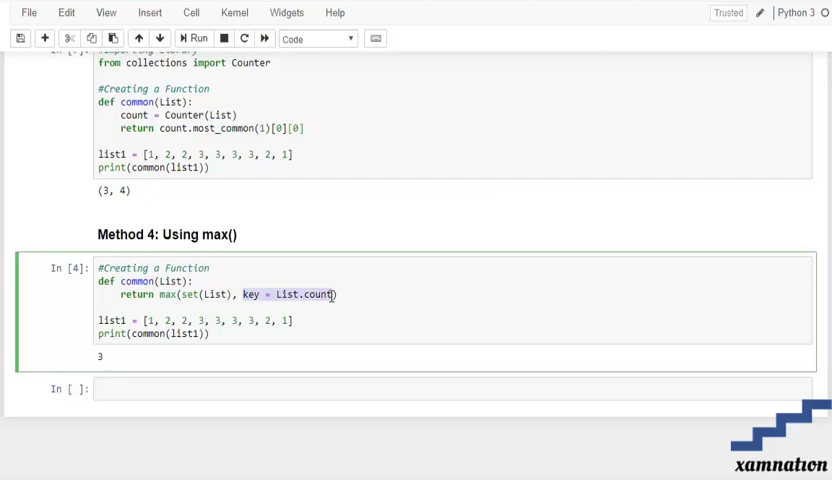 File Edit View Insert Cell Kernel Widgets Help Trusted Python 3
Run Code
from collections import Counter
#Creating a Function
def common(List):
count = Counter(List)
return count.most_common(1)[0][0]
list1 = [1, 2, 2, 3, 3, 3, 3, 2, 1]
print(common(list1))
(3, 4)
Method 4: Using max()
In [4]: #Creating a Function
def common(List):
return max(set(List), key = List.count)
list1 = [1, 2, 2, 3, 3, 3, 3, 2, 1]
print(common(list1))
3
In [ ]:
xamnation